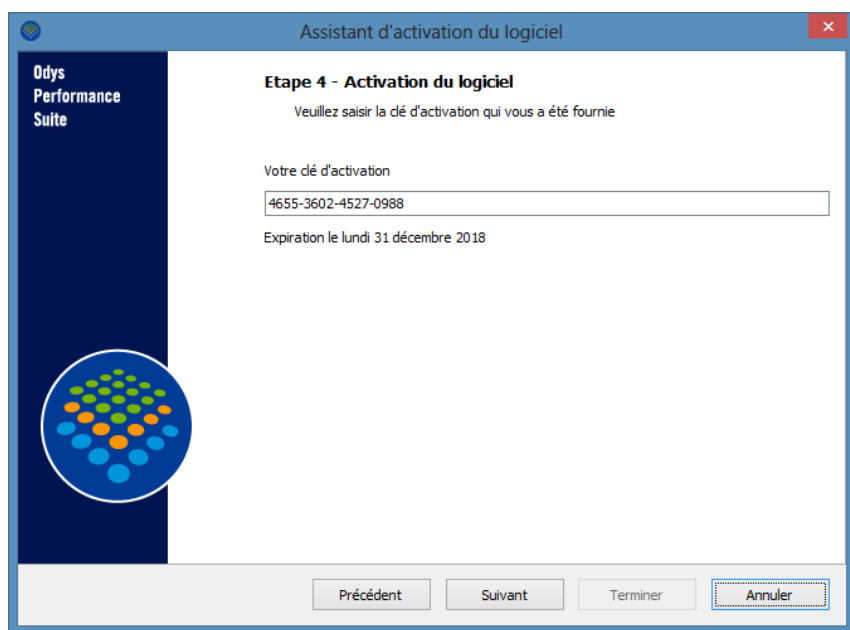 Assistant d'activation du logiciel
Odys
Performance
Suite
Etape 4 - Activation du logiciel
Veuillez saisir la clé d'activation qui vous a été fournie
Votre clé d'activation
4655-3602-4527-0988
Expiration le lundi 31 décembre 2018
Précédent
Suivant
Terminer
Annuler